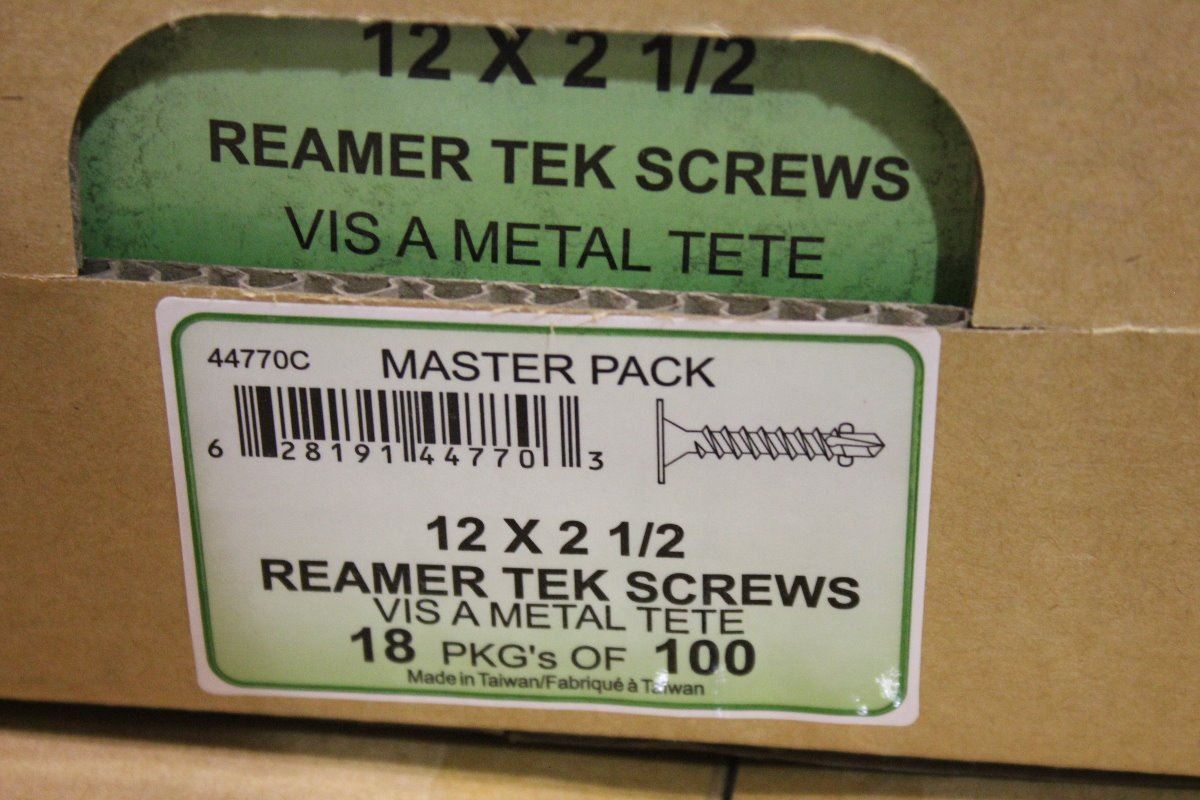 12 X 2 1/2
REAMER TEK SCREWS
VIS A METAL TETE
44770C MASTER PACK
6 28191 44770 3
12 X 2 1/2
REAMER TEK SCREWS
VIS A METAL TETE
18 PKG's OF 100
Made in Taiwan/Fabriqué à Taiwan